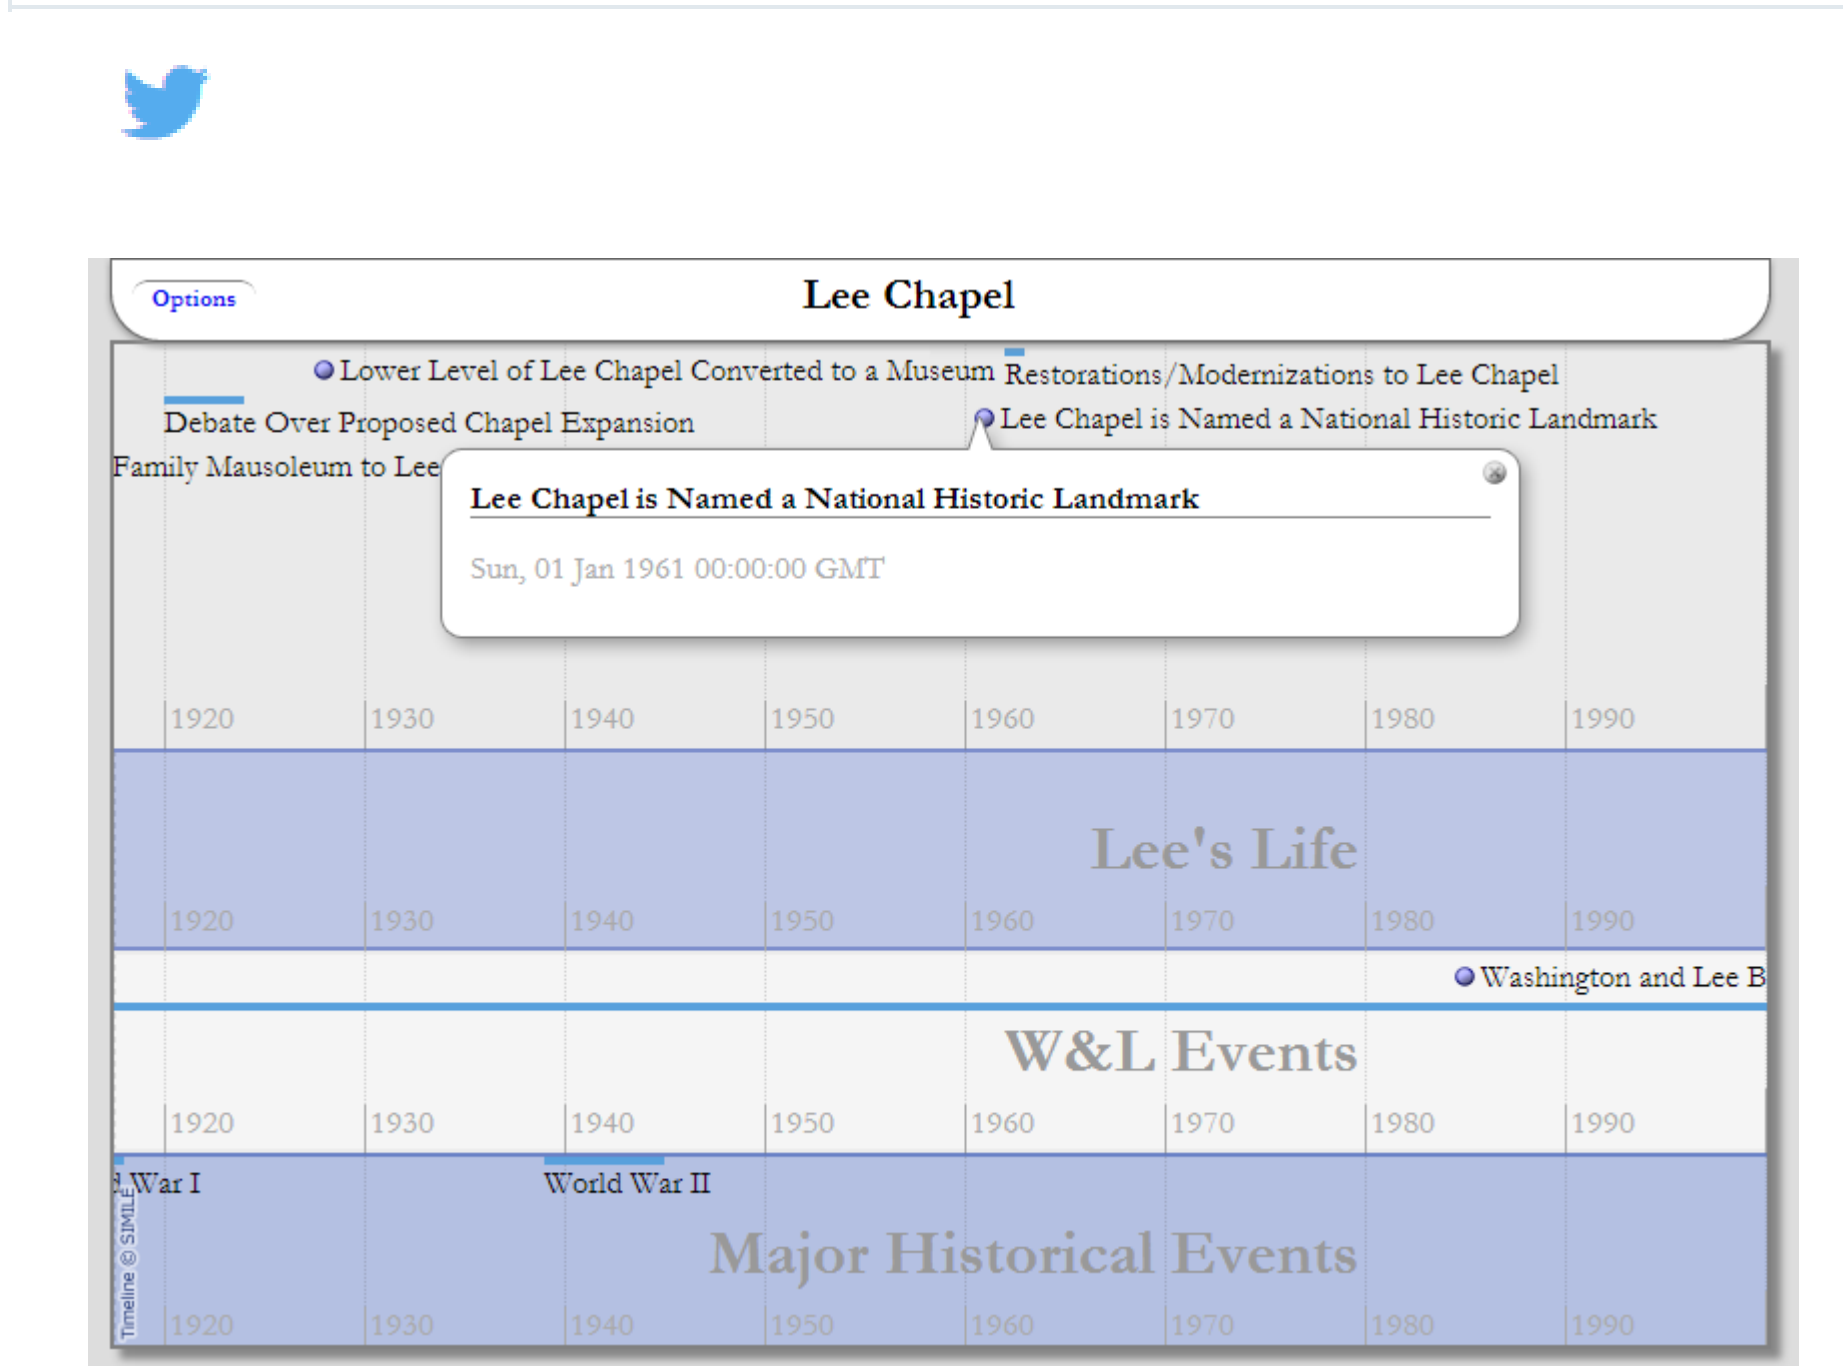 Options
Lee Chapel
Lower Level of Lee Chapel Converted to a Museum
Restorations/Modernizations to Lee Chapel
Debate Over Proposed Chapel Expansion
Lee Chapel is Named a National Historic Landmark
Family Mausoleum to Lee
Lee Chapel is Named a National Historic Landmark
Sun, 01 Jan 1961 00:00:00 GMT
1920 1930 1940 1950 1960 1970 1980 1990
Lee's Life
1920 1930 1940 1950 1960 1970 1980 1990
Washington and Lee B
W&L Events
1920 1930 1940 1950 1960 1970 1980 1990
d War I
World War II
Major Historical Events
Timeline © SIMILE
1920 1930 1940 1950 1960 1970 1980 1990